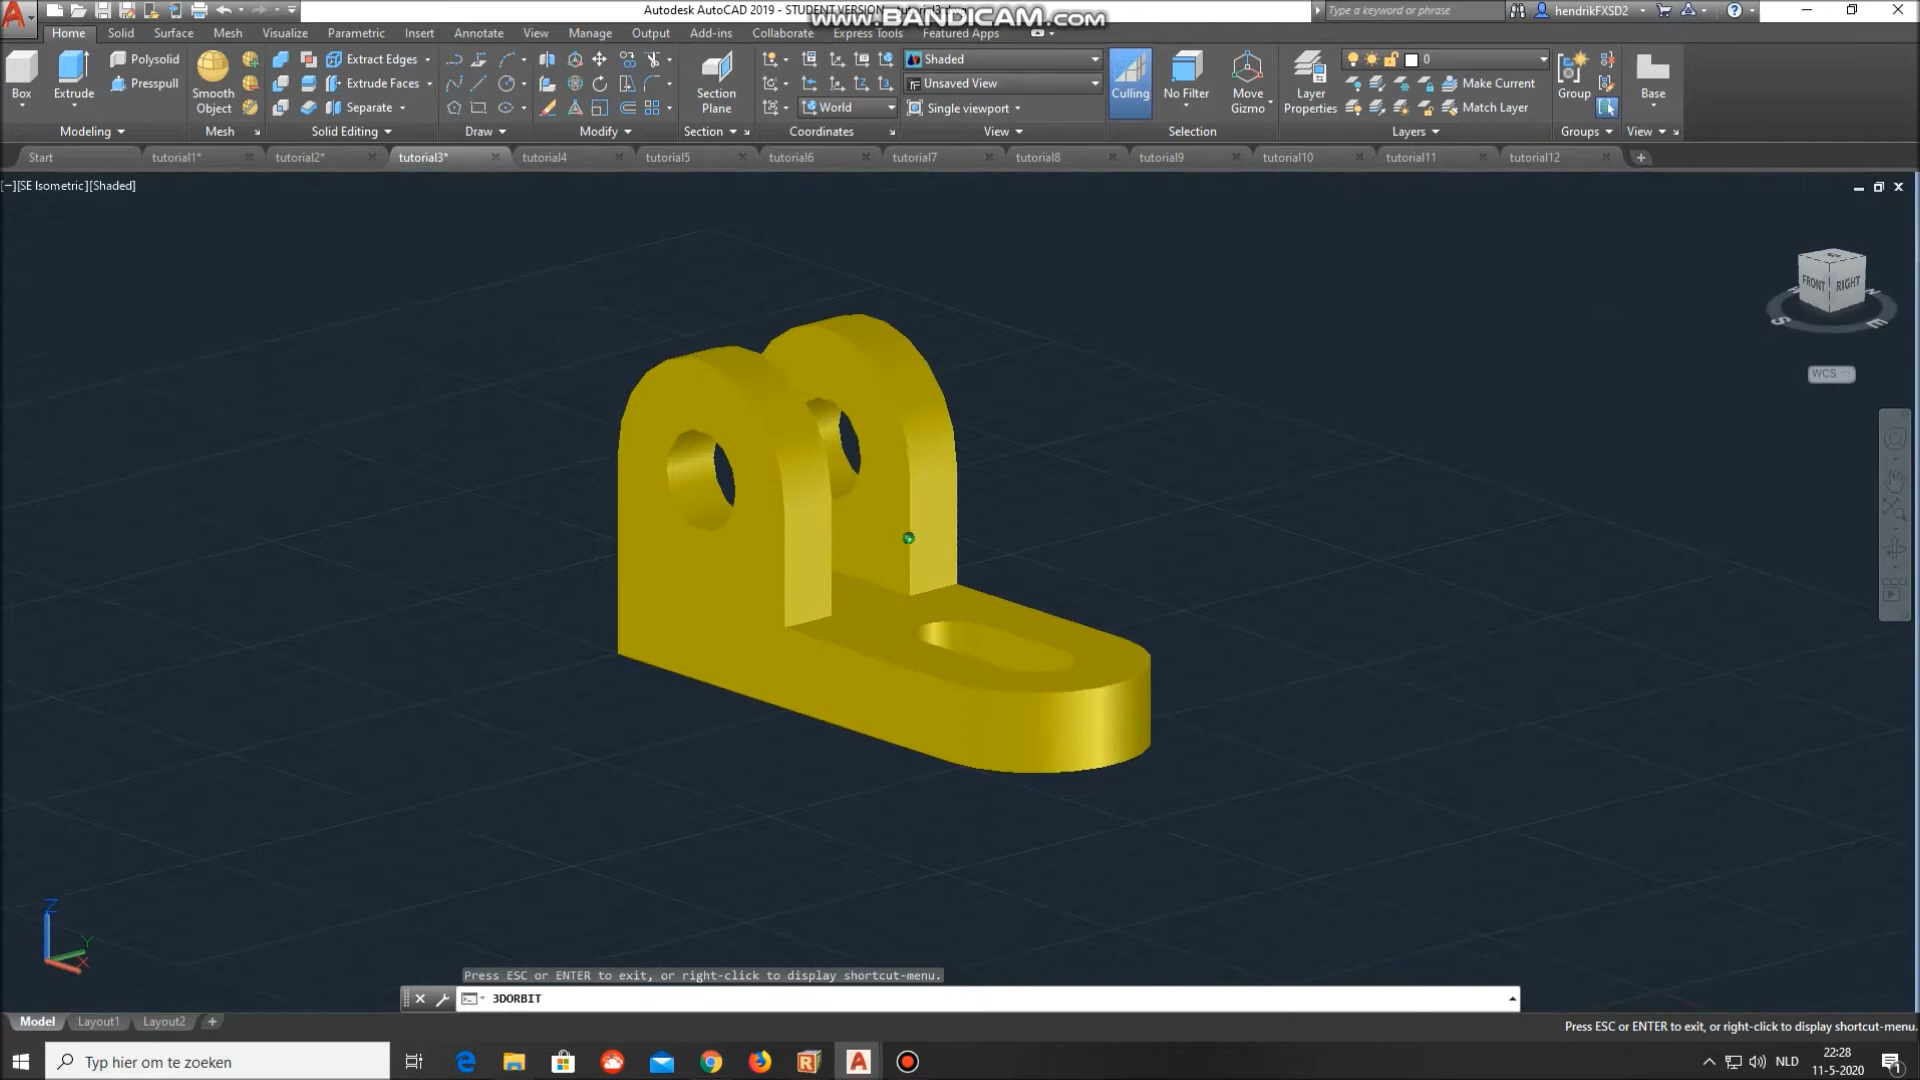 Autodesk AutoCAD 2019 - STUDENT VERSION
www.BANDICAM.com
Type a keyword or phrase
hendrikFXSD2
Home Solid Surface Mesh Visualize Parametric Insert Annotate View Manage Output Add-ins Collaborate Express Tools Featured Apps
Box
Extrude
Polysolid
Presspull
Smooth
Object
Extract Edges
Extrude Faces
Separate
Section
Plane
World
Shaded
Unsaved View
Single viewport
Culling
No Filter
Move
Gizmo
Layer
Properties
0
Make Current
Match Layer
Group
Base
Modeling Mesh Solid Editing Draw Modify Section Coordinates View Selection Layers Groups View
Start tutorial1* tutorial2* tutorial3* tutorial4 tutorial5 tutorial6 tutorial7 tutorial8 tutorial9 tutorial10 tutorial11 tutorial12
[−][SE Isometric][Shaded]
FRONT RIGHT
S E
WCS
Z
Y
X
Press ESC or ENTER to exit, or right-click to display shortcut-menu.
3DORBIT
Model Layout1 Layout2
Press ESC or ENTER to exit, or right-click to display shortcut-menu.
Typ hier om te zoeken
NLD
22:28
11-5-2020
1